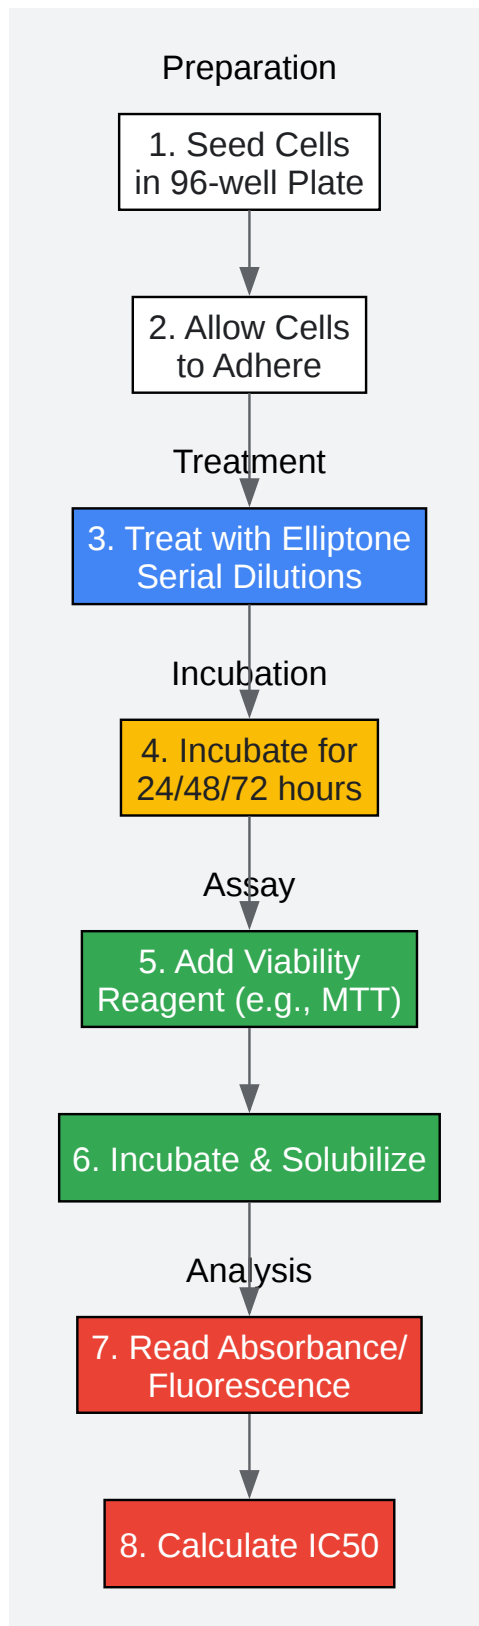 Preparation
1. Seed Cells
in 96-well Plate
2. Allow Cells
to Adhere
Treatment
3. Treat with Elliptone
Serial Dilutions
Incubation
4. Incubate for
24/48/72 hours
Assay
5. Add Viability
Reagent (e.g., MTT)
6. Incubate & Solubilize
Analysis
7. Read Absorbance/
Fluorescence
8. Calculate IC50